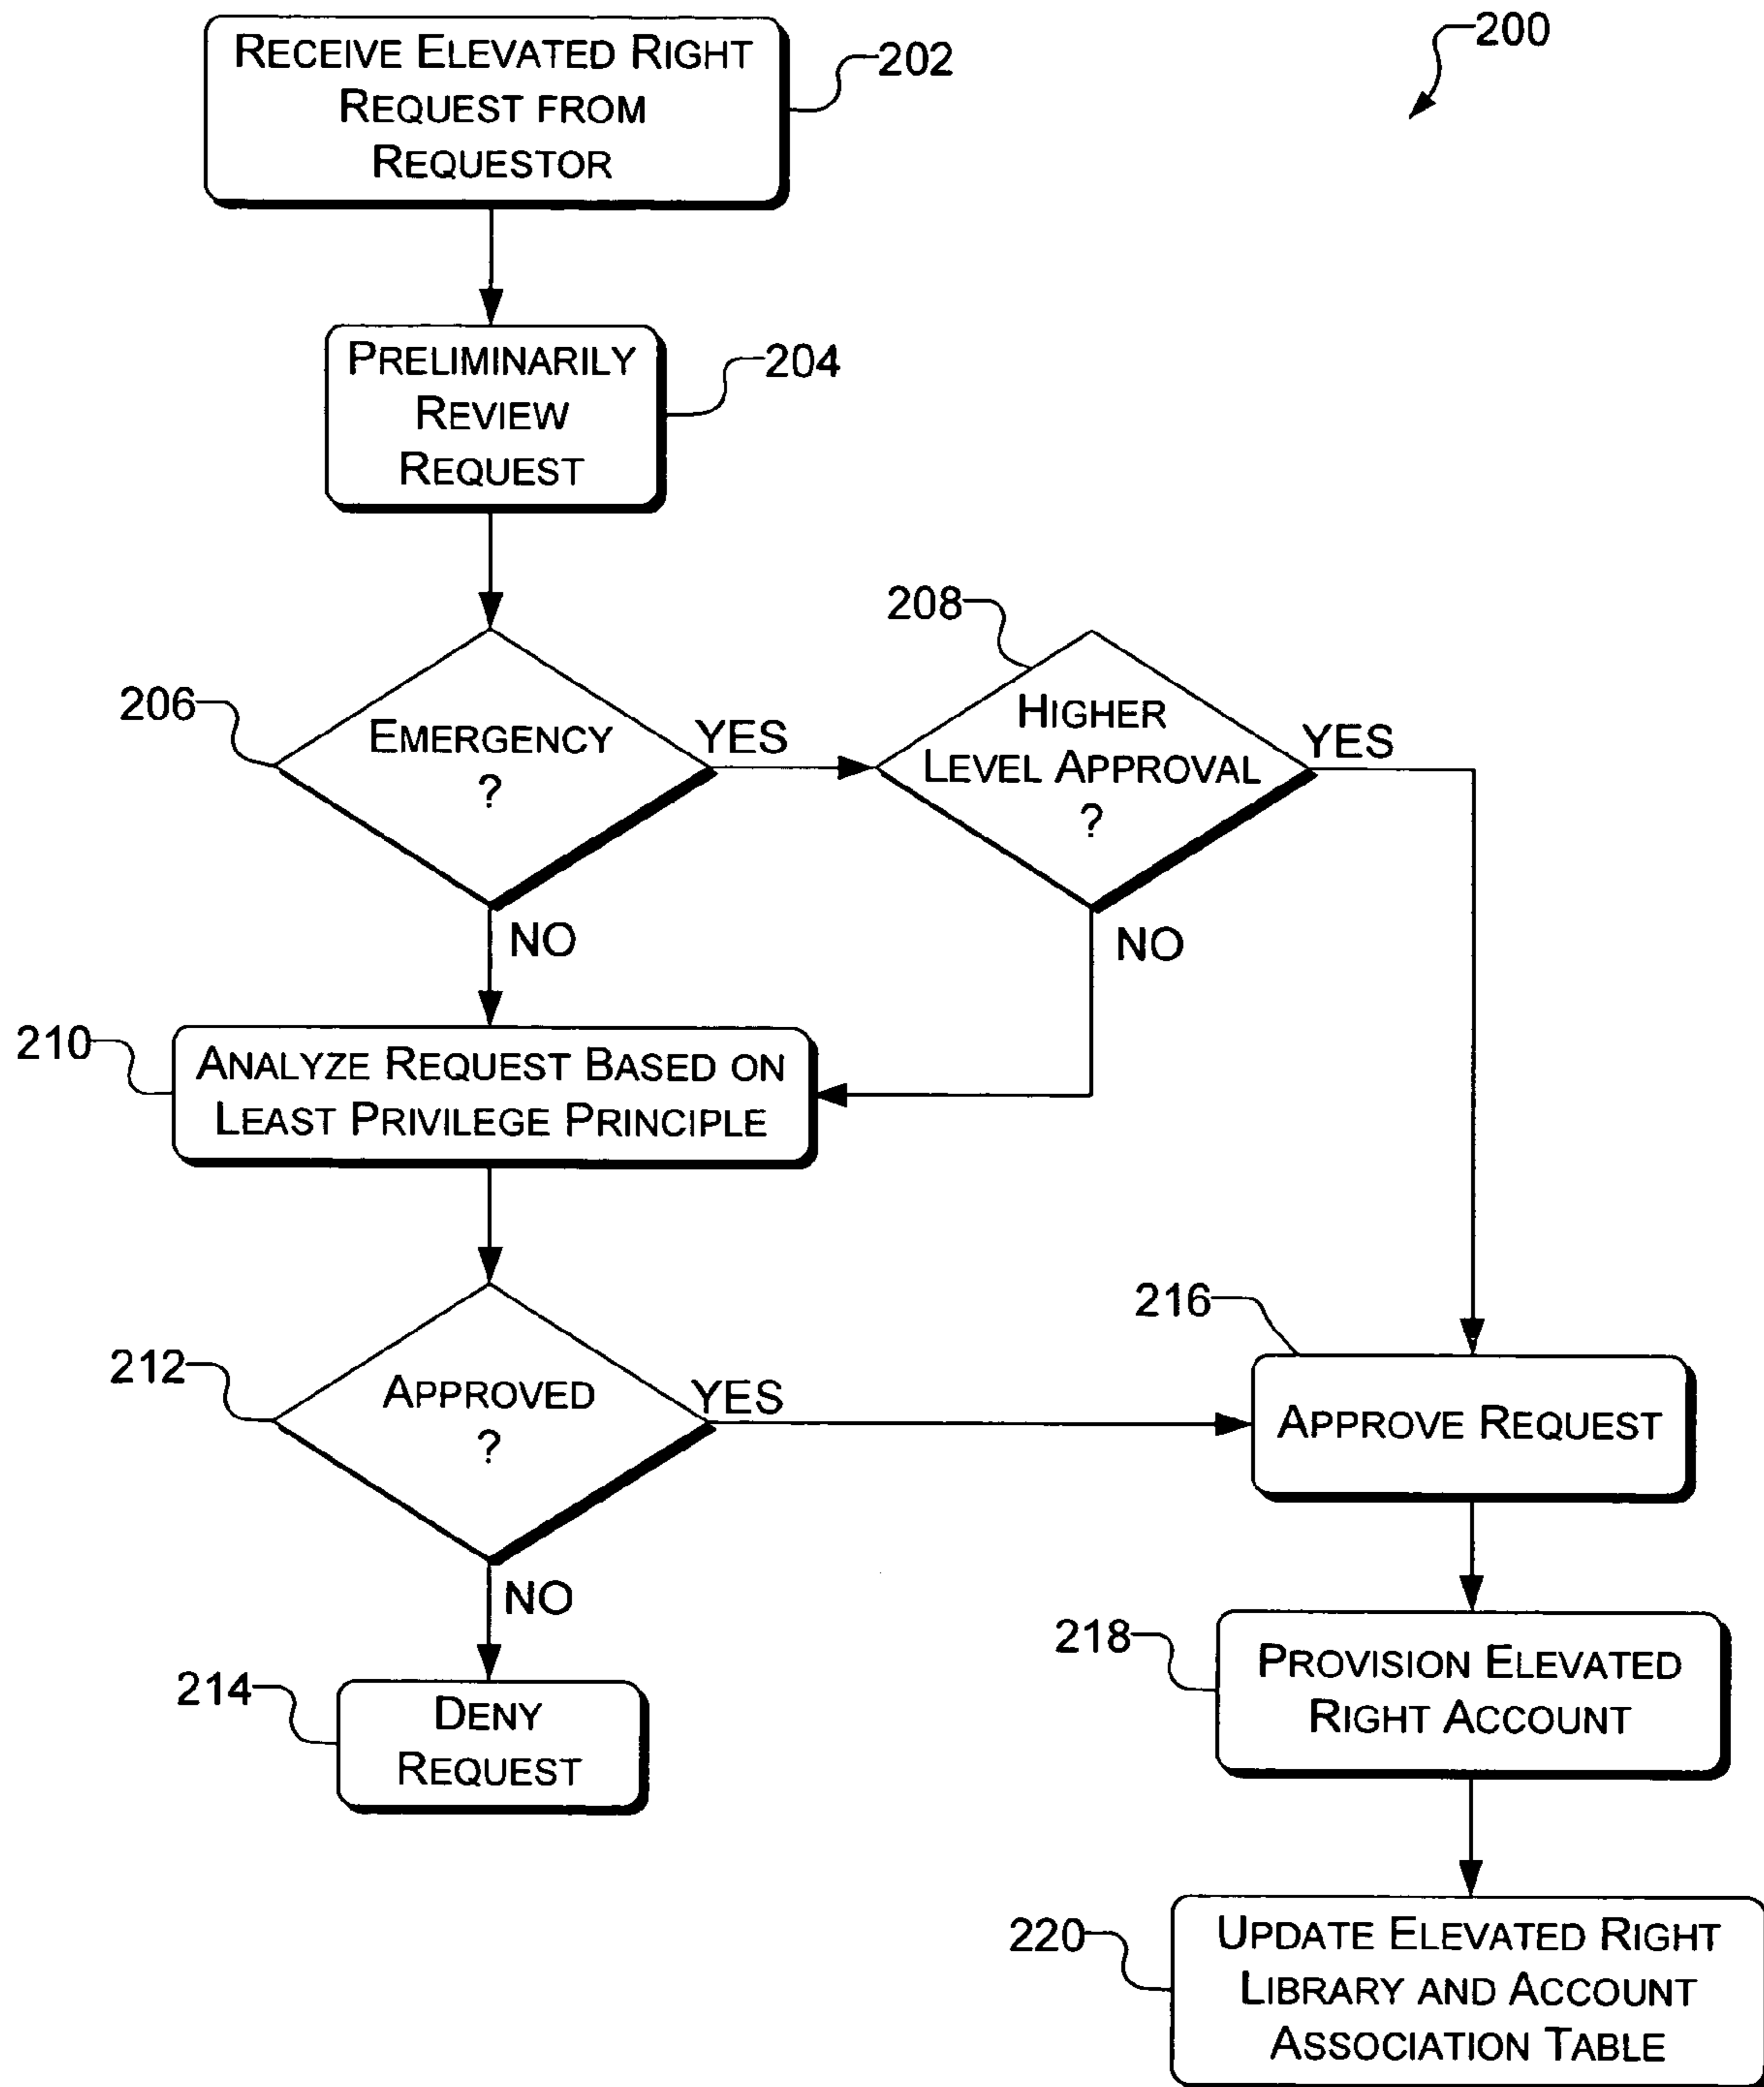 200
RECEIVE ELEVATED RIGHT
REQUEST FROM
REQUESTOR
202
PRELIMINARILY
REVIEW
REQUEST
204
206
EMERGENCY
?
YES
NO
208
HIGHER
LEVEL APPROVAL
?
YES
NO
210
ANALYZE REQUEST BASED ON
LEAST PRIVILEGE PRINCIPLE
212
APPROVED
?
YES
NO
214
DENY
REQUEST
216
APPROVE REQUEST
218
PROVISION ELEVATED
RIGHT ACCOUNT
220
UPDATE ELEVATED RIGHT
LIBRARY AND ACCOUNT
ASSOCIATION TABLE